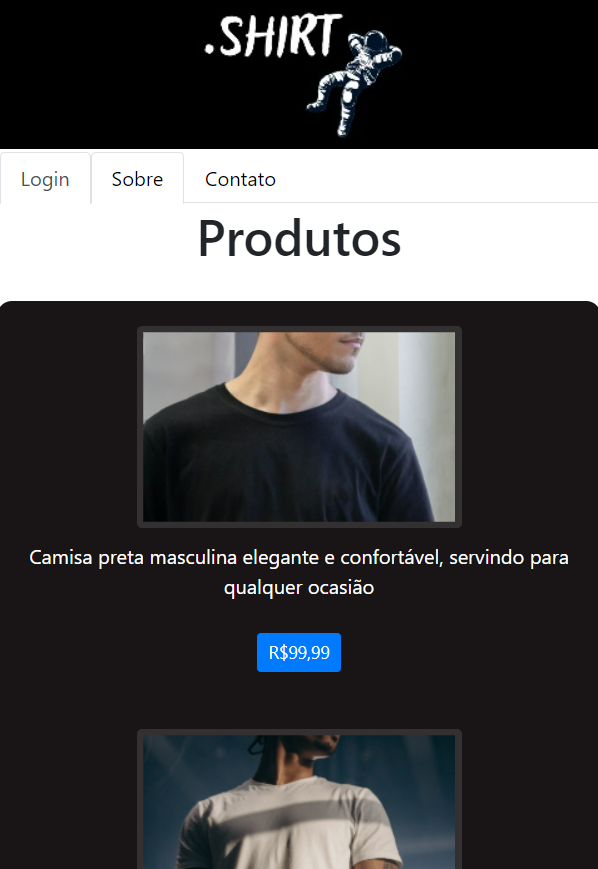 .SHIRT
Login
Sobre
Contato
Produtos
Camisa preta masculina elegante e confortável, servindo para
qualquer ocasião
R$99,99